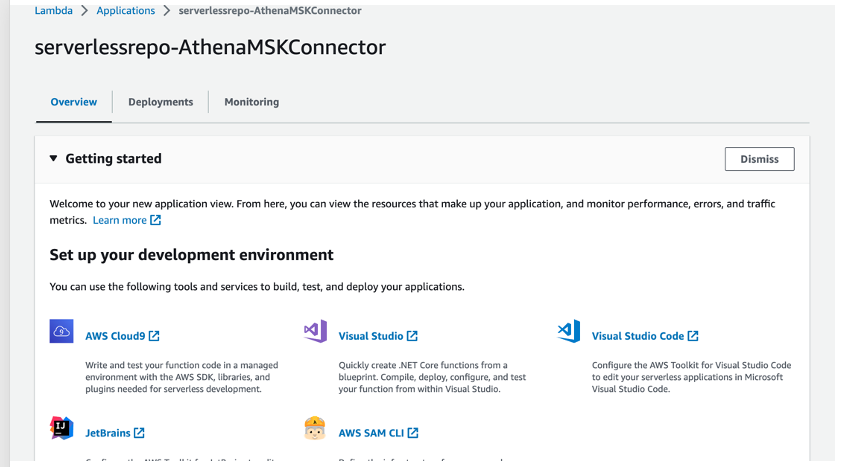 Lambda > Applications > serverlessrepo-AthenaMSKConnector
serverlessrepo-AthenaMSKConnector
Overview Deployments Monitoring
Getting started Dismiss
Welcome to your new application view. From here, you can view the resources that make up your application, and monitor performance, errors, and traffic
metrics. Learn more
Set up your development environment
You can use the following tools and services to build, test, and deploy your applications.
AWS Cloud9
Write and test your function code in a managed
environment with the AWS SDK, libraries, and
plugins needed for serverless development.
Visual Studio
Quickly create .NET Core functions from a
blueprint. Compile, deploy, configure, and test
your function from within Visual Studio.
Visual Studio Code
Configure the AWS Toolkit for Visual Studio Code
to edit your serverless applications in Microsoft
Visual Studio Code.
IJ
JetBrains
AWS SAM CLI